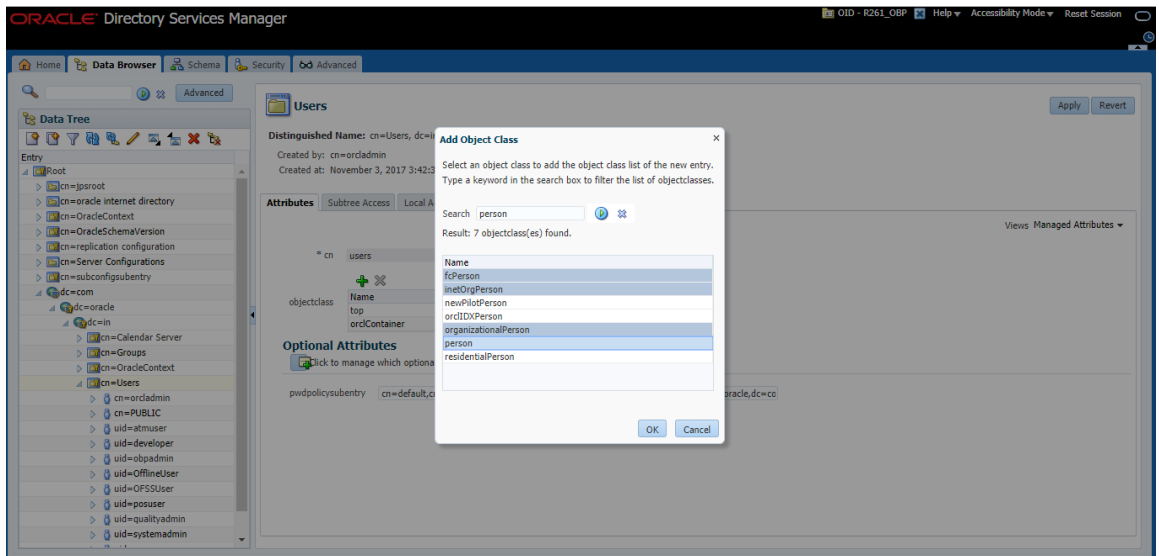 ORACLE Directory Services Manager
OID - R261_OBP Help Accessibility Mode Reset Session
Home Data Browser Schema Security Advanced
Advanced
Data Tree
Entry
Root
cn=jpsroot
cn=oracle internet directory
cn=OracleContext
cn=OracleSchemaVersion
cn=replication configuration
cn=Server Configurations
cn=subconfigsubentry
dc=com
dc=oracle
dc=in
cn=Calendar Server
cn=Groups
cn=OracleContext
cn=Users
cn=orcladmin
cn=PUBLIC
uid=atmuser
uid=developer
uid=obpadmin
uid=OfflineUser
uid=OFSSUser
uid=posuser
uid=qualityadmin
uid=systemadmin
Users
Apply Revert
Distinguished Name: cn=Users, dc=i
Created by: cn=orcladmin
Created at: November 3, 2017 3:42:3
Attributes Subtree Access Local A
Views Managed Attributes
* cn users
objectclass
Name
top
orclContainer
Optional Attributes
Click to manage which optiona
pwdpolicysubentry cn=default,c
oracle,dc=co
Add Object Class
Select an object class to add the object class list of the new entry.
Type a keyword in the search box to filter the list of objectclasses.
Search person
Result: 7 objectclass(es) found.
Name
fcPerson
inetOrgPerson
newPilotPerson
orclIDXPerson
organizationalPerson
person
residentialPerson
OK Cancel